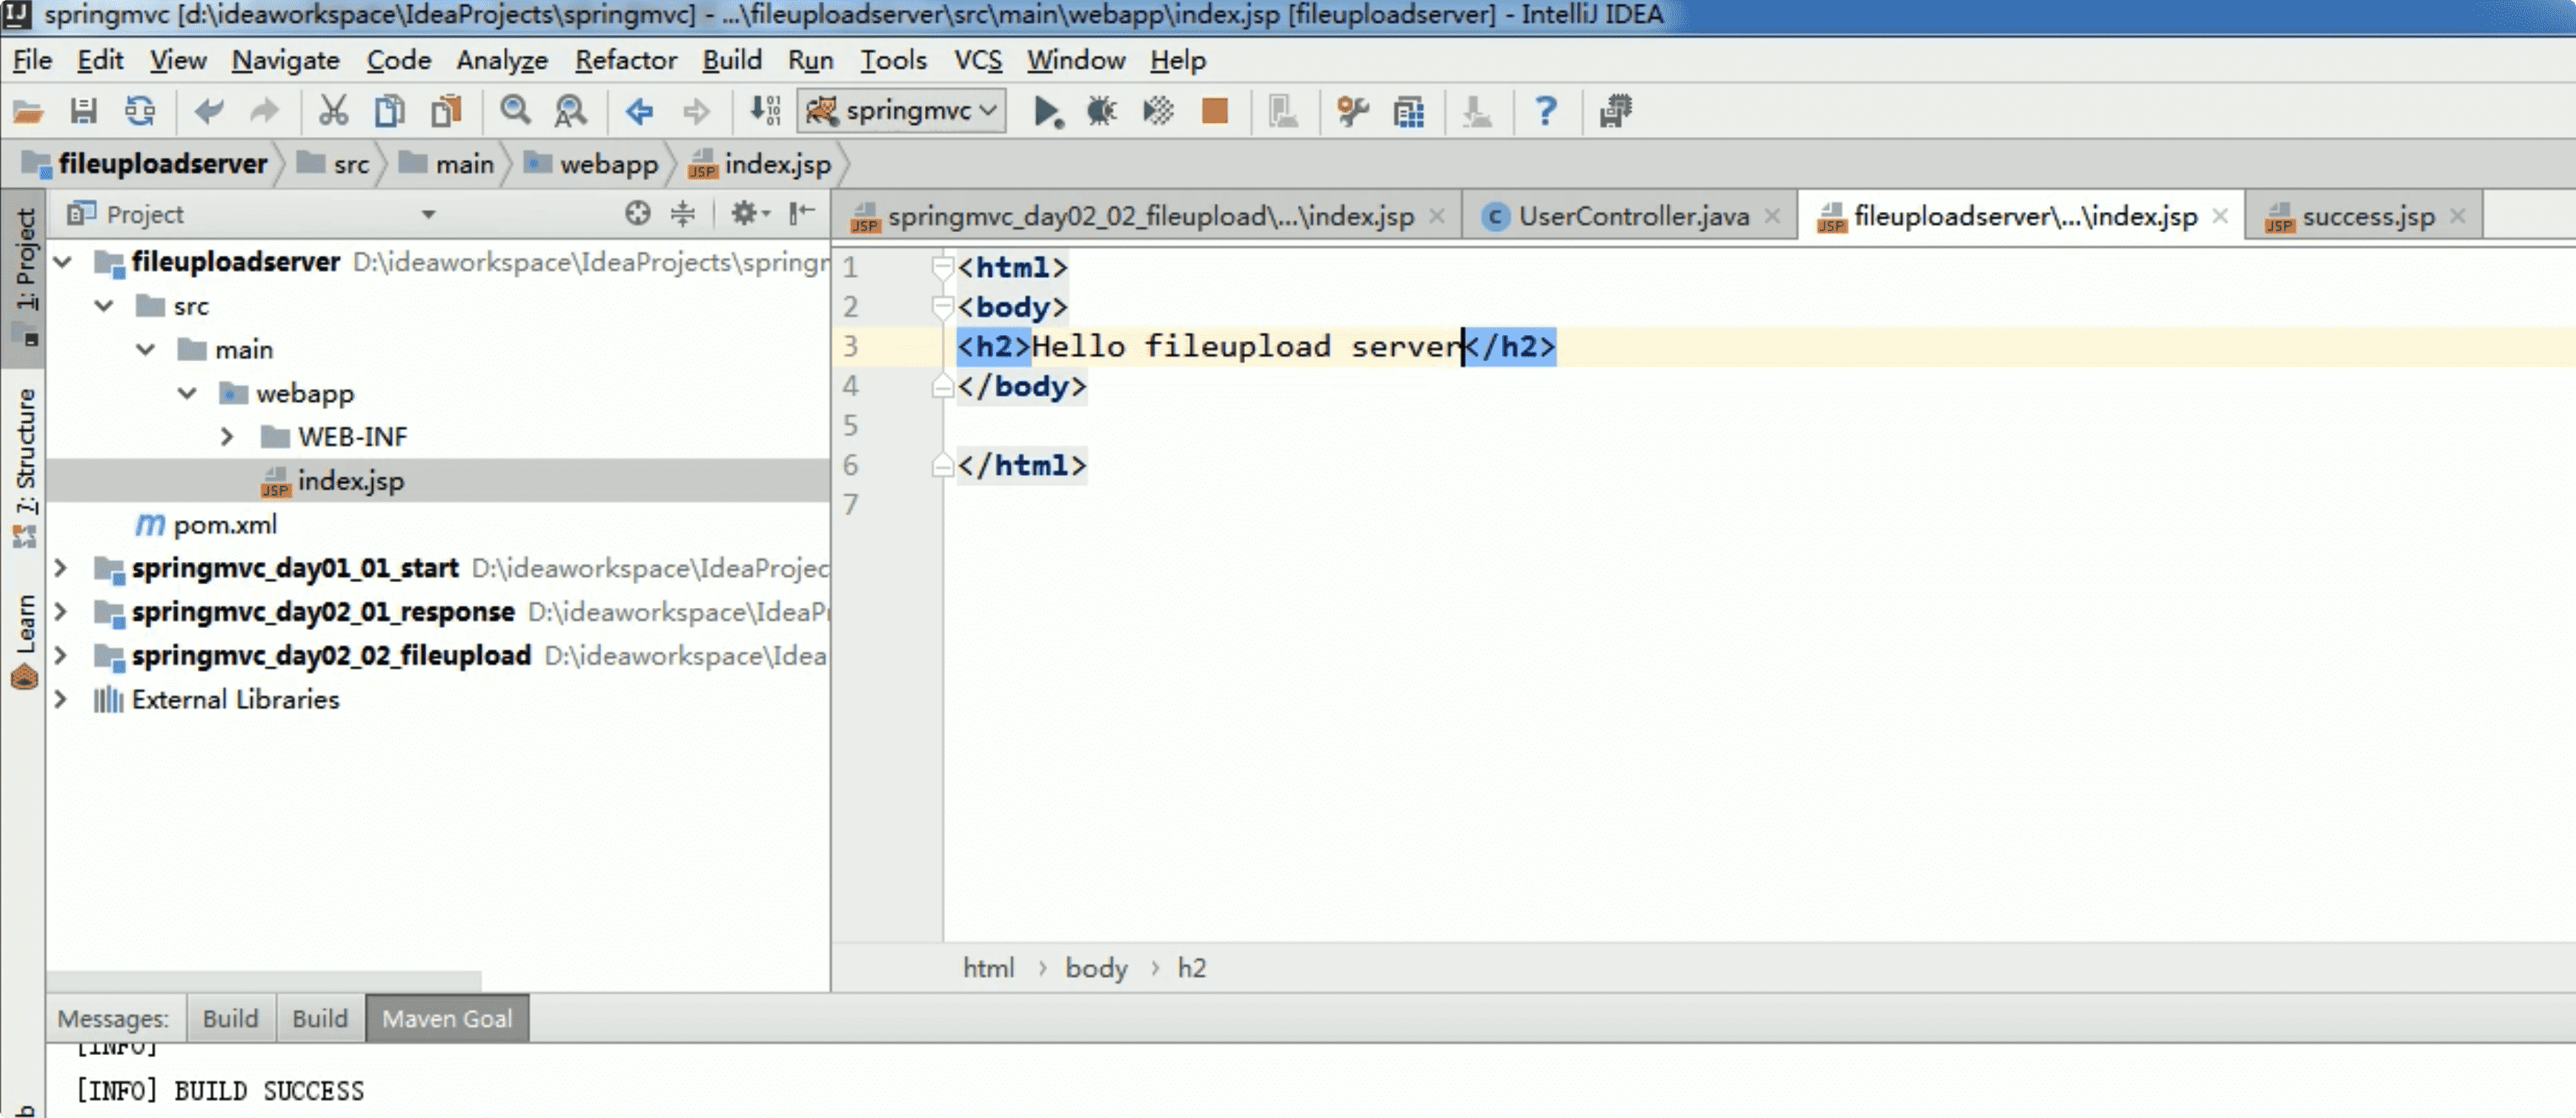 springmvc [d:\ideaworkspace\IdeaProjects\springmvc] - ...\fileuploadserver\src\main\webapp\index.jsp [fileuploadserver] - IntelliJ IDEA
File Edit View Navigate Code Analyze Refactor Build Run Tools VCS Window Help
springmvc
fileuploadserver src main webapp index.jsp
1: Project
7: Structure
Learn
Project
fileuploadserver D:\ideaworkspace\IdeaProjects\springr
src
main
webapp
WEB-INF
index.jsp
pom.xml
springmvc_day01_01_start D:\ideaworkspace\IdeaProjec
springmvc_day02_01_response D:\ideaworkspace\IdeaP
springmvc_day02_02_fileupload D:\ideaworkspace\Idea
External Libraries
springmvc_day02_02_fileupload\...\index.jsp UserController.java fileuploadserver\...\index.jsp success.jsp
1 <html>
2 <body>
3 <h2>Hello fileupload server</h2>
4 </body>
5
6 </html>
7
html › body › h2
Messages: Build Build Maven Goal
[INFO]
[INFO] BUILD SUCCESS